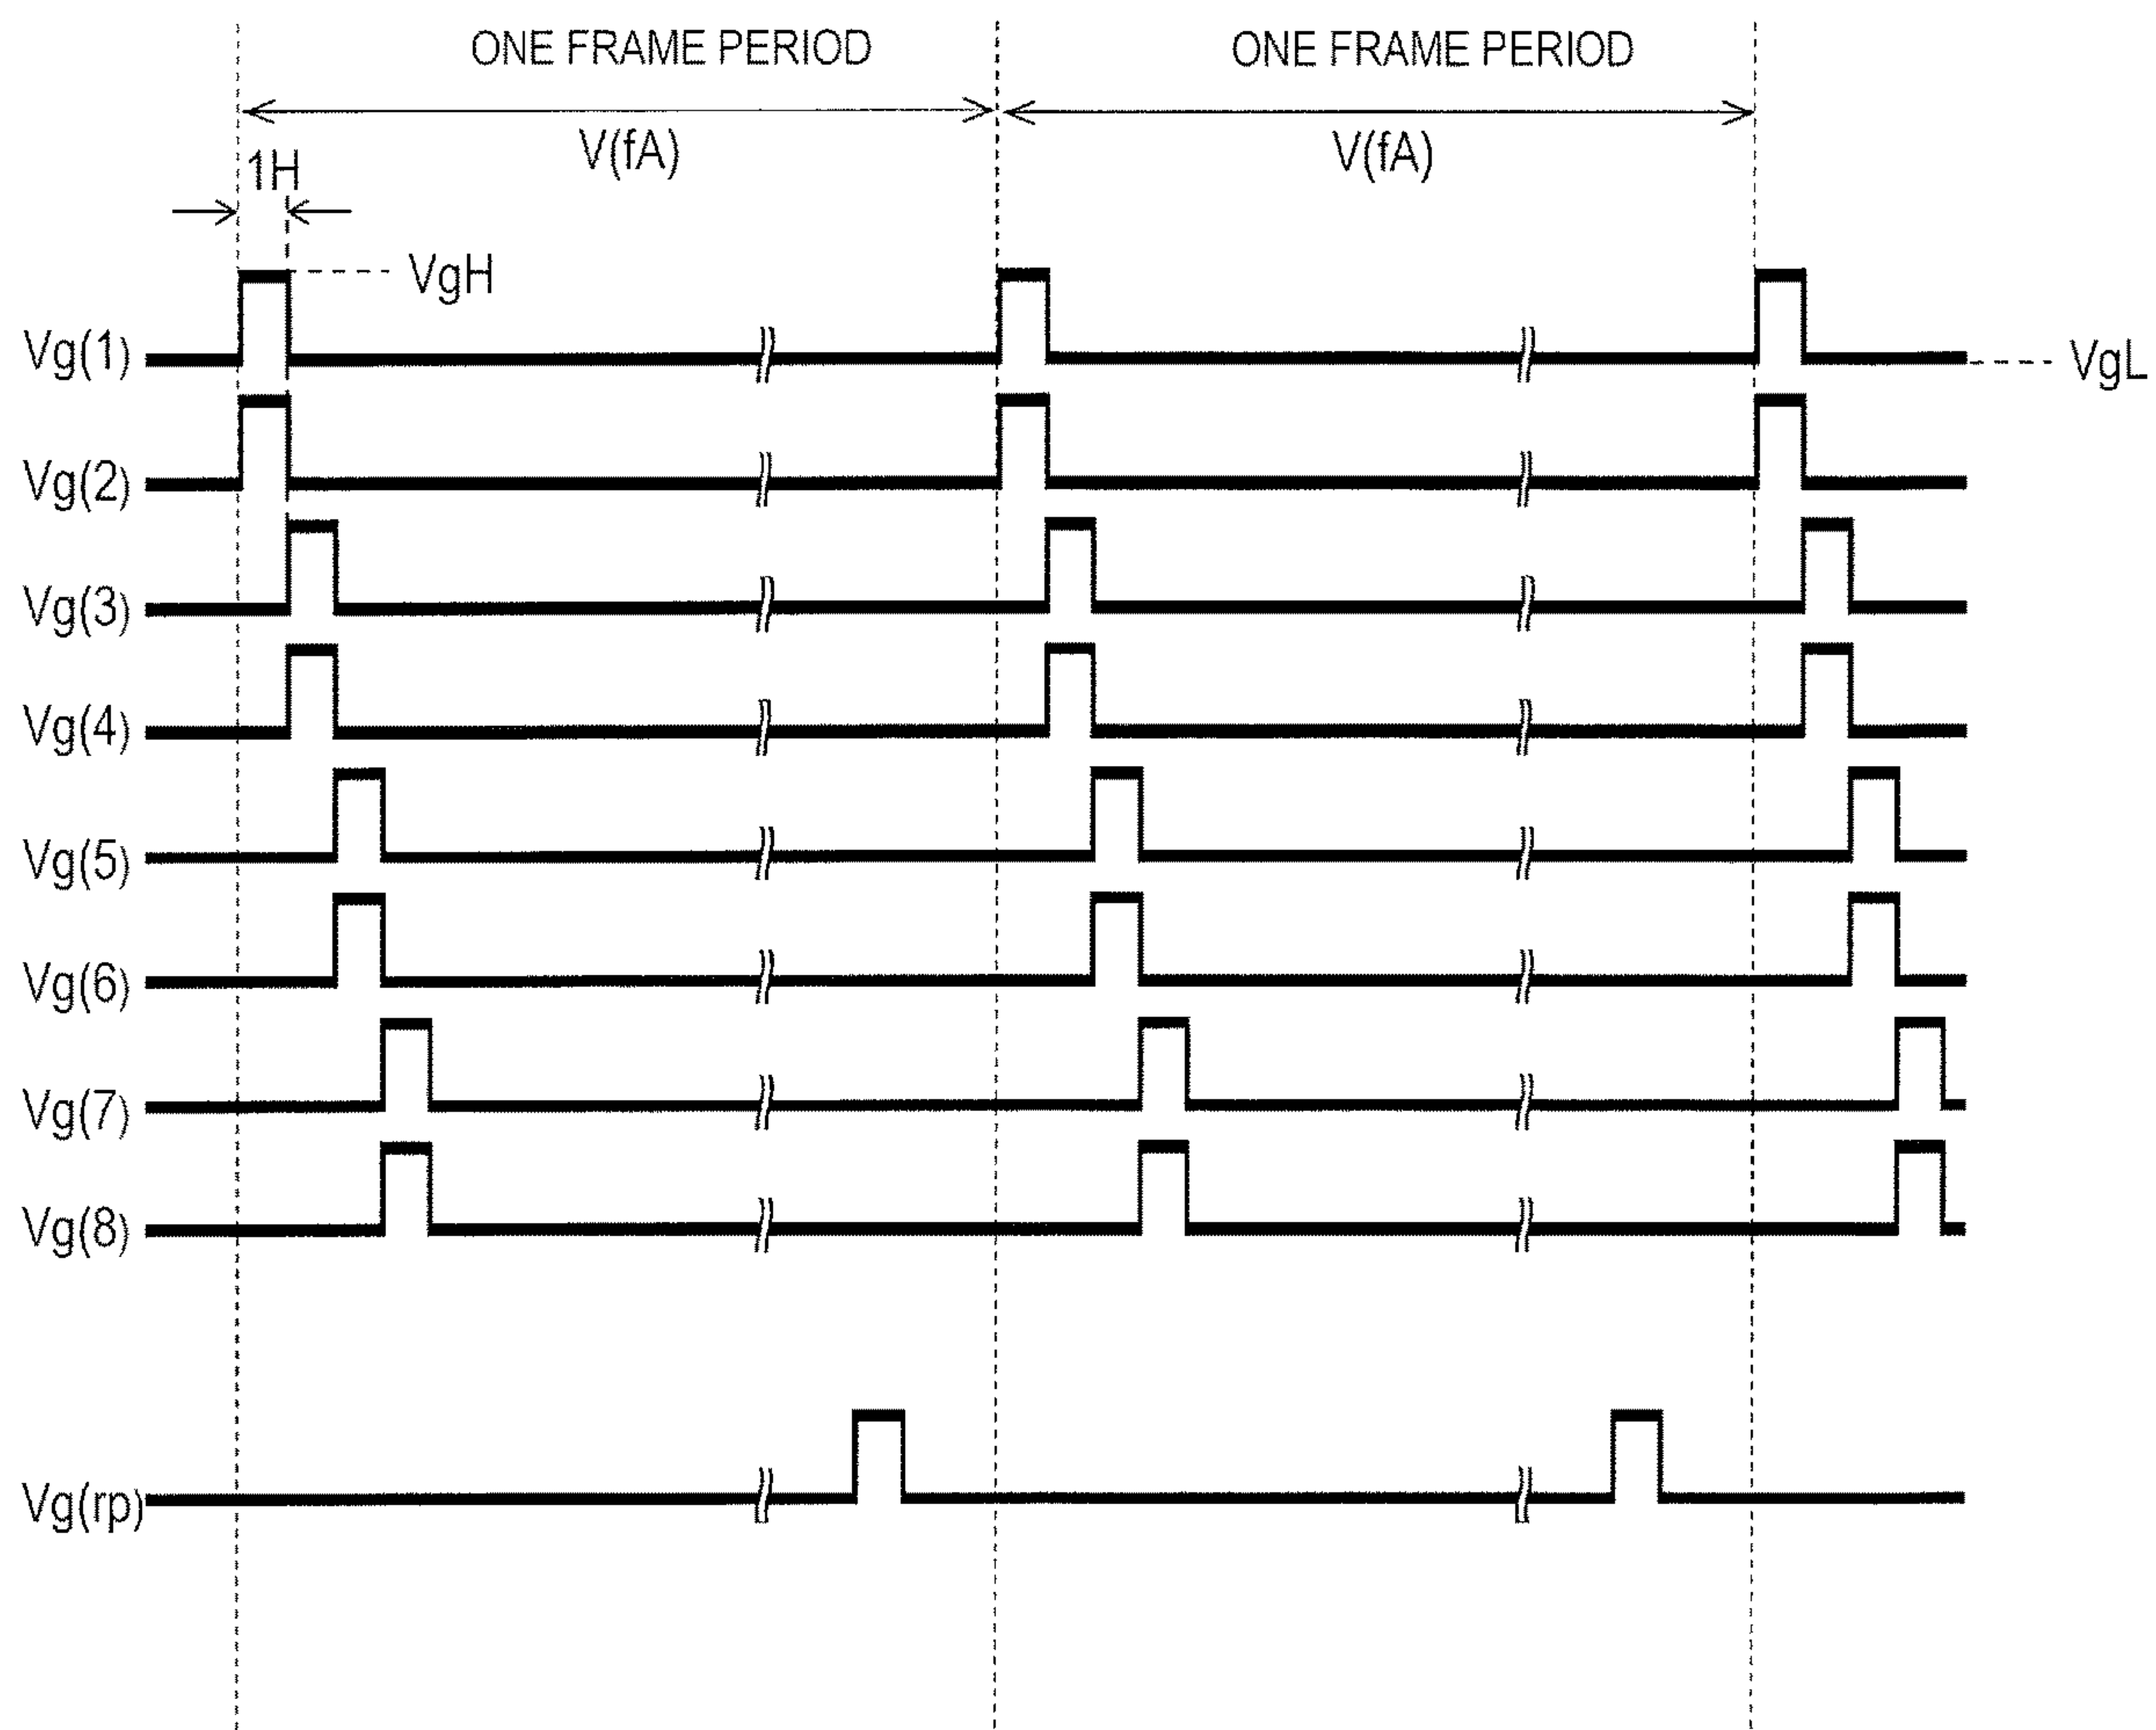 ONE FRAME PERIOD ONE FRAME PERIOD
V(fA) V(fA)
1H
VgH
Vg(1) VgL
Vg(2)
Vg(3)
Vg(4)
Vg(5)
Vg(6)
Vg(7)
Vg(8)
Vg(rp)